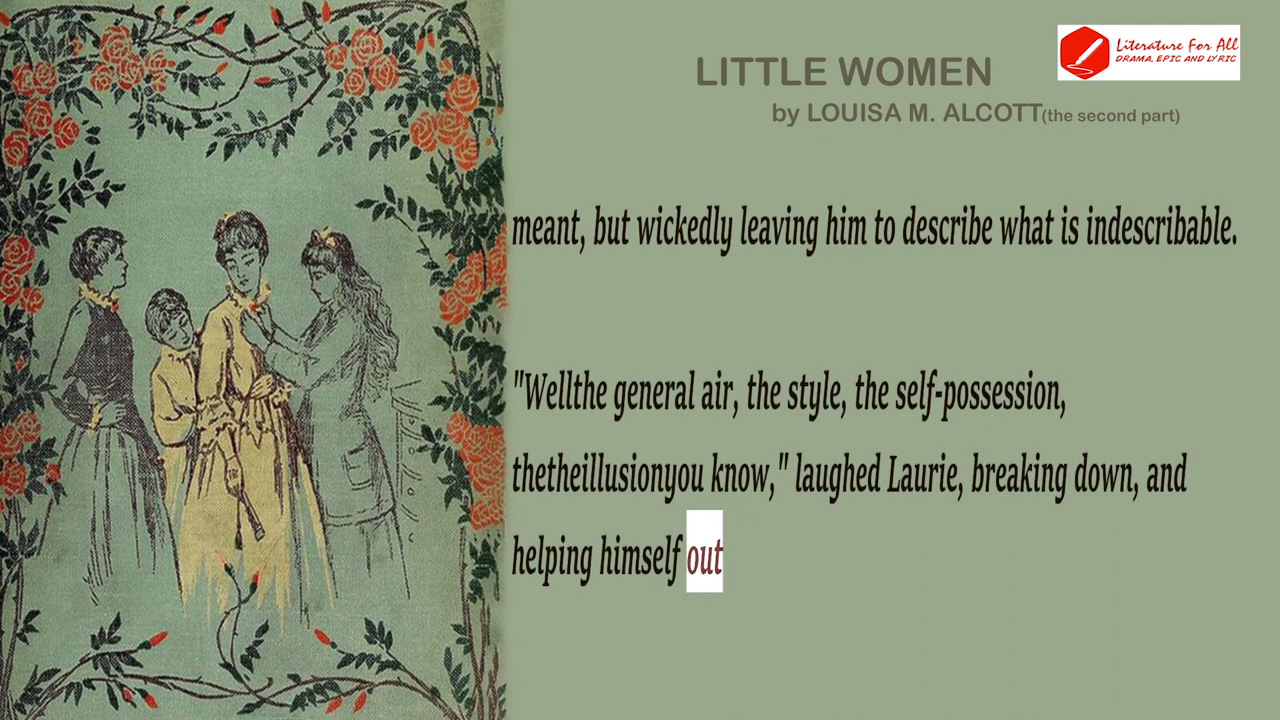 LITTLE WOMEN
by LOUISA M. ALCOTT(the second part)
Literature For All
DRAMA, EPIC AND LYRIC
meant, but wickedly leaving him to describe what is indescribable.
"Wellthe general air, the style, the self-possession,
thetheillusionyou know," laughed Laurie, breaking down, and
helping himself out